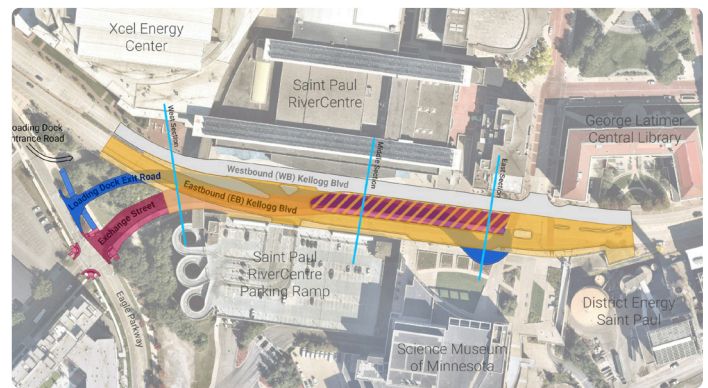 Xcel Energy
Center
Saint Paul
RiverCentre
George Latimer
Central Library
Loading Dock
Entrance Road
West Section
Middle Section
East Section
Westbound (WB) Kellogg Blvd
Loading Dock Exit Road
Eastbound (EB) Kellogg Blvd
Exchange Street
Saint Paul
RiverCentre
Parking Ramp
Eagle Parkway
District Energy
Saint Paul
Science Museum
of Minnesota